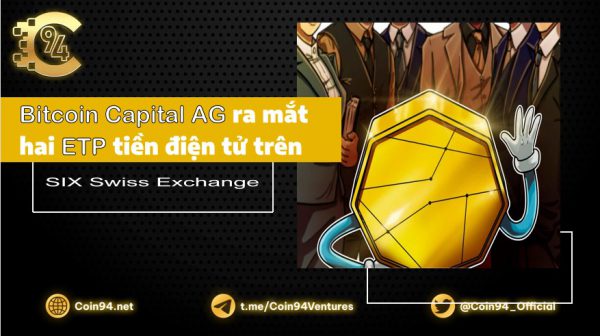 94
Bitcoin Capital AG ra mắt
hai ETP tiền điện tử trên
SIX Swiss Exchange
Coin94.net
t.me/Coin94Ventures
@Coin94_Official